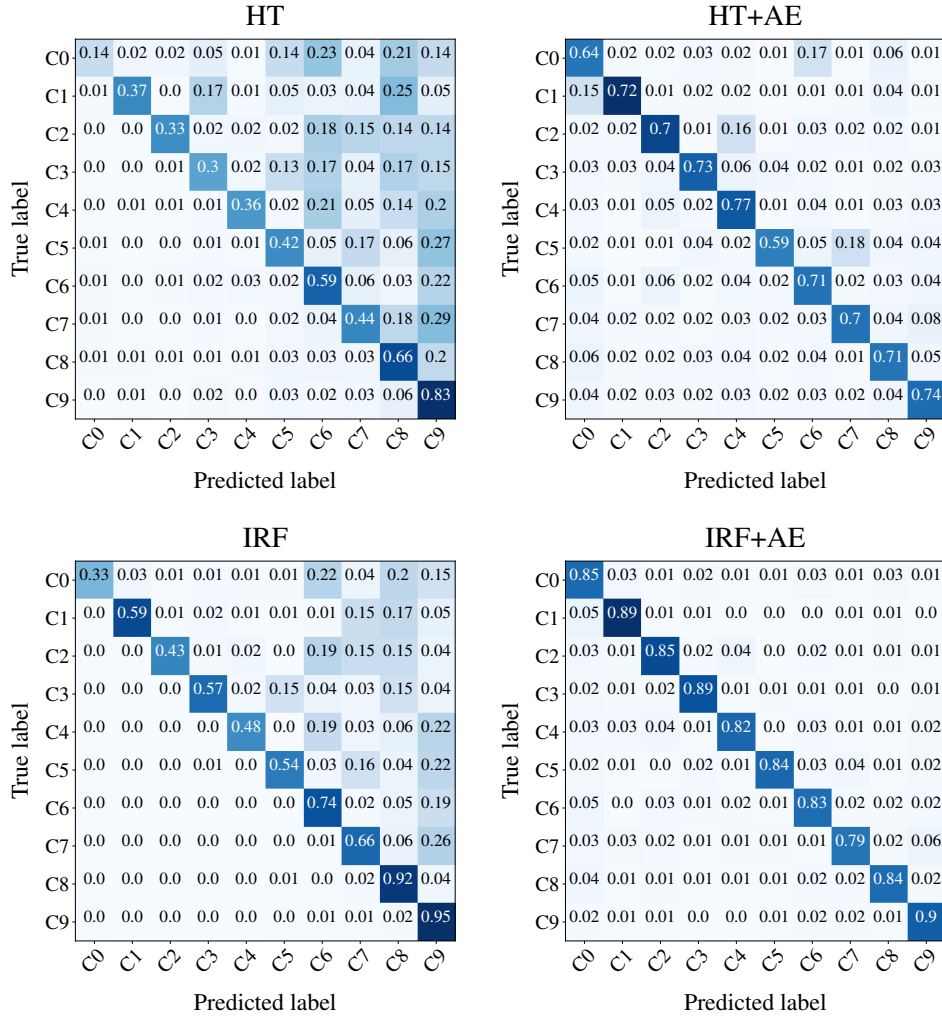 HT
True label
C0 0.14 0.02 0.02 0.05 0.01 0.14 0.23 0.04 0.21 0.14
C1 0.01 0.37 0.0 0.17 0.01 0.05 0.03 0.04 0.25 0.05
C2 0.0 0.0 0.33 0.02 0.02 0.02 0.18 0.15 0.14 0.14
C3 0.0 0.0 0.01 0.3 0.02 0.13 0.17 0.04 0.17 0.15
C4 0.0 0.01 0.01 0.01 0.36 0.02 0.21 0.05 0.14 0.2
C5 0.01 0.0 0.0 0.01 0.01 0.42 0.05 0.17 0.06 0.27
C6 0.01 0.0 0.01 0.02 0.03 0.02 0.59 0.06 0.03 0.22
C7 0.01 0.0 0.0 0.01 0.0 0.02 0.04 0.44 0.18 0.29
C8 0.01 0.01 0.01 0.01 0.01 0.03 0.03 0.03 0.66 0.2
C9 0.0 0.01 0.0 0.02 0.0 0.03 0.02 0.03 0.06 0.83
C0 C1 C2 C3 C4 C5 C6 C7 C8 C9
Predicted label
HT+AE
True label
C0 0.64 0.02 0.02 0.03 0.02 0.01 0.17 0.01 0.06 0.01
C1 0.15 0.72 0.01 0.02 0.02 0.01 0.01 0.01 0.04 0.01
C2 0.02 0.02 0.7 0.01 0.16 0.01 0.03 0.02 0.02 0.01
C3 0.03 0.03 0.04 0.73 0.06 0.04 0.02 0.01 0.02 0.03
C4 0.03 0.01 0.05 0.02 0.77 0.01 0.04 0.01 0.03 0.03
C5 0.02 0.01 0.01 0.04 0.02 0.59 0.05 0.18 0.04 0.04
C6 0.05 0.01 0.06 0.02 0.04 0.02 0.71 0.02 0.03 0.04
C7 0.04 0.02 0.02 0.02 0.03 0.02 0.03 0.7 0.04 0.08
C8 0.06 0.02 0.02 0.03 0.04 0.02 0.04 0.01 0.71 0.05
C9 0.04 0.02 0.03 0.02 0.03 0.02 0.03 0.02 0.04 0.74
C0 C1 C2 C3 C4 C5 C6 C7 C8 C9
Predicted label
IRF
True label
C0 0.33 0.03 0.01 0.01 0.01 0.01 0.22 0.04 0.2 0.15
C1 0.0 0.59 0.01 0.02 0.01 0.01 0.01 0.15 0.17 0.05
C2 0.0 0.0 0.43 0.01 0.02 0.0 0.19 0.15 0.15 0.04
C3 0.0 0.0 0.0 0.57 0.02 0.15 0.04 0.03 0.15 0.04
C4 0.0 0.0 0.0 0.0 0.48 0.0 0.19 0.03 0.06 0.22
C5 0.0 0.0 0.0 0.01 0.0 0.54 0.03 0.16 0.04 0.22
C6 0.0 0.0 0.0 0.0 0.0 0.0 0.74 0.02 0.05 0.19
C7 0.0 0.0 0.0 0.0 0.0 0.0 0.01 0.66 0.06 0.26
C8 0.0 0.0 0.0 0.0 0.0 0.01 0.0 0.02 0.92 0.04
C9 0.0 0.0 0.0 0.0 0.0 0.0 0.01 0.01 0.02 0.95
C0 C1 C2 C3 C4 C5 C6 C7 C8 C9
Predicted label
IRF+AE
True label
C0 0.85 0.03 0.01 0.02 0.01 0.01 0.03 0.01 0.03 0.01
C1 0.05 0.89 0.01 0.01 0.0 0.0 0.01 0.01 0.01 0.0
C2 0.03 0.01 0.85 0.02 0.04 0.0 0.02 0.01 0.01 0.01
C3 0.02 0.01 0.02 0.89 0.01 0.01 0.01 0.01 0.0 0.01
C4 0.03 0.03 0.04 0.01 0.82 0.0 0.03 0.01 0.01 0.02
C5 0.02 0.01 0.0 0.02 0.01 0.84 0.03 0.04 0.01 0.02
C6 0.05 0.0 0.03 0.01 0.02 0.01 0.83 0.02 0.02 0.02
C7 0.03 0.03 0.02 0.01 0.01 0.01 0.01 0.79 0.02 0.06
C8 0.04 0.01 0.01 0.01 0.01 0.01 0.02 0.02 0.84 0.02
C9 0.02 0.01 0.01 0.0 0.0 0.01 0.02 0.02 0.01 0.9
C0 C1 C2 C3 C4 C5 C6 C7 C8 C9
Predicted label